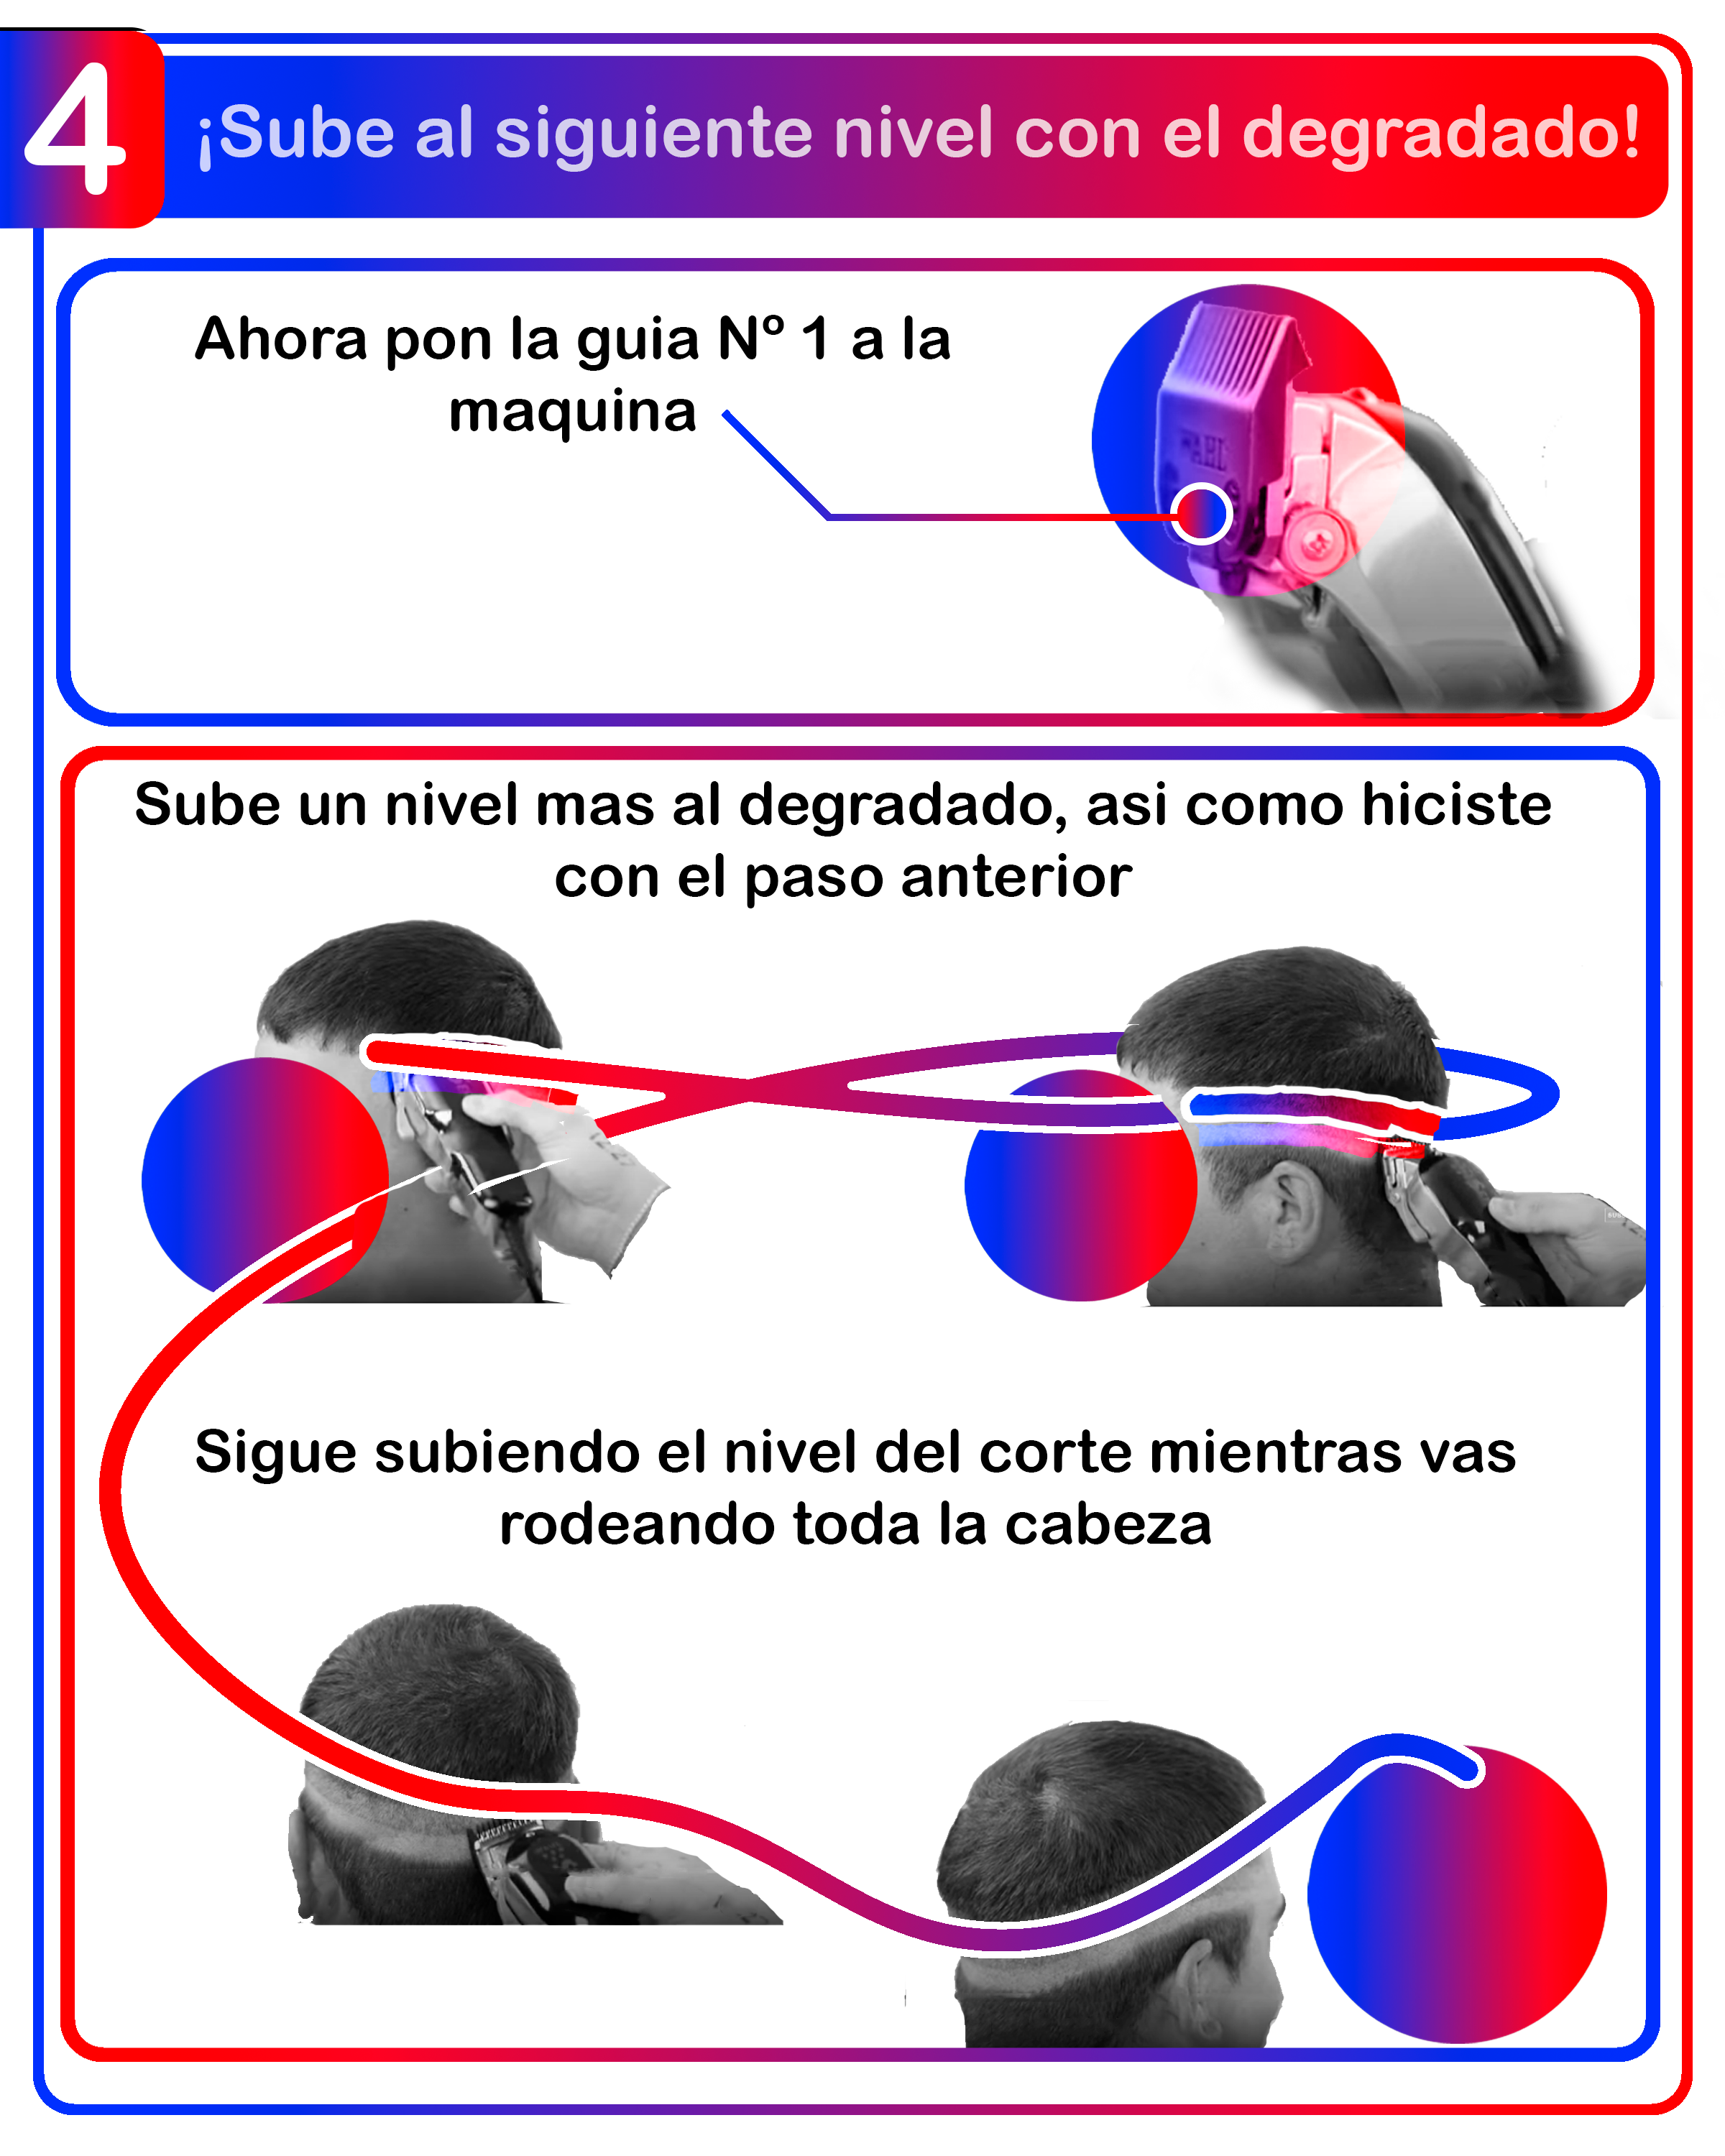 4
¡Sube al siguiente nivel con el degradado!
Ahora pon la guia Nº 1 a la
maquina
WAHL
Sube un nivel mas al degradado, asi como hiciste
con el paso anterior
Sigue subiendo el nivel del corte mientras vas
rodeando toda la cabeza